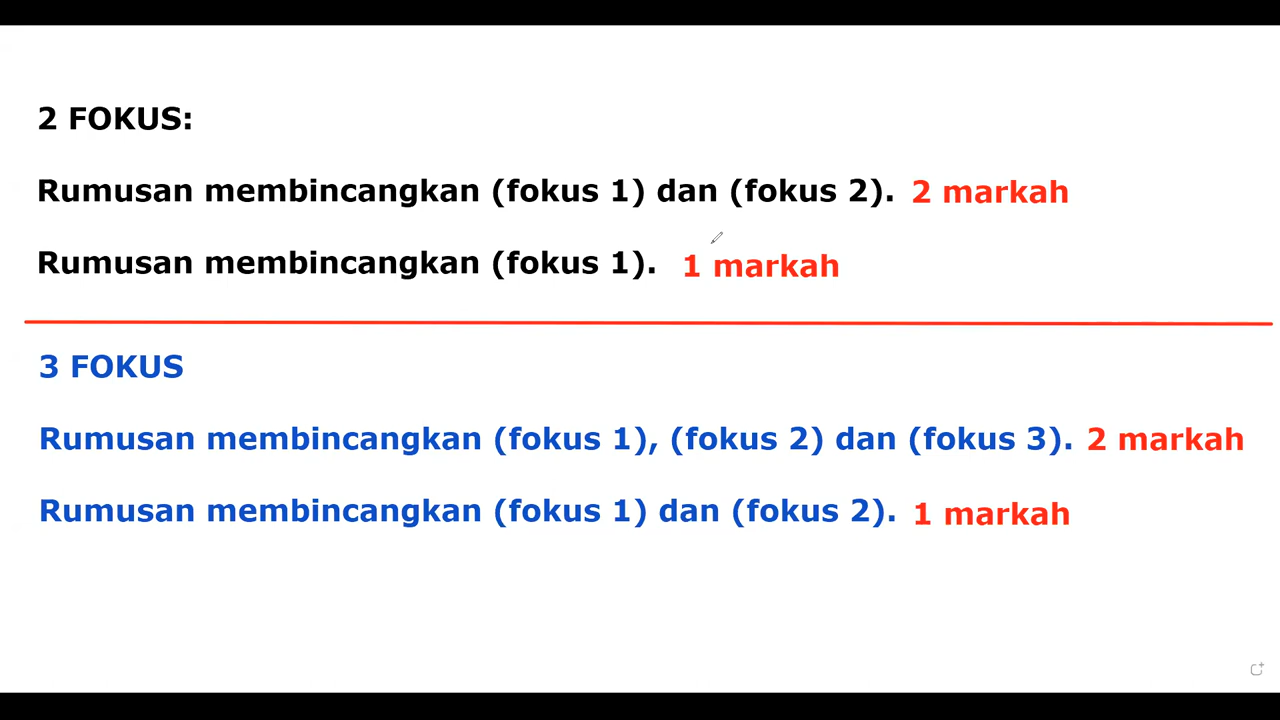 2 FOKUS:
Rumusan membincangkan (fokus 1) dan (fokus 2). 2 markah
Rumusan membincangkan (fokus 1). 1 markah
3 FOKUS
Rumusan membincangkan (fokus 1), (fokus 2) dan (fokus 3). 2 markah
Rumusan membincangkan (fokus 1) dan (fokus 2). 1 markah